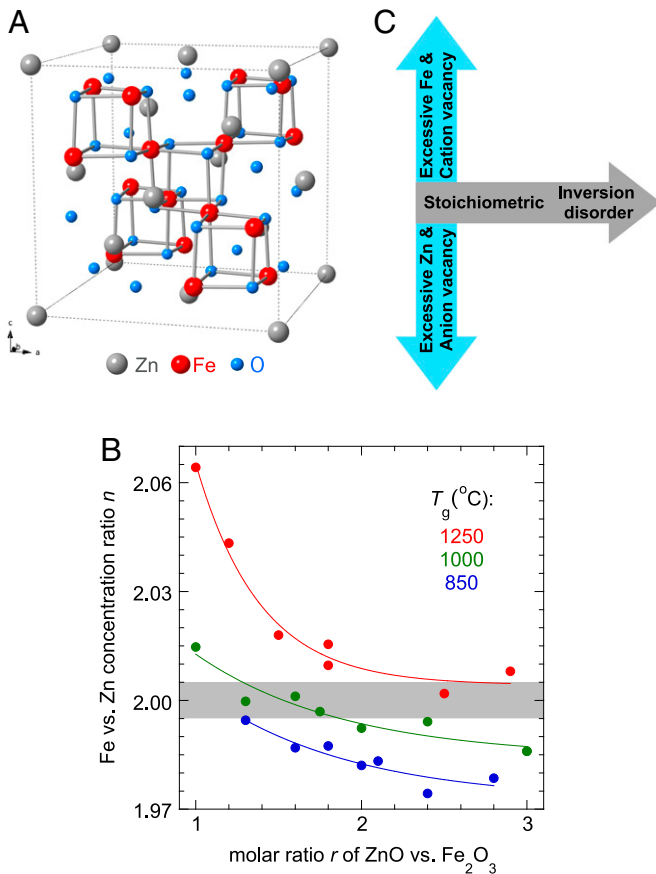 A
c
b
a
Zn Fe O
C
Excessive Fe &
Cation vacancy
Stoichiometric
Inversion
disorder
Excessive Zn &
Anion vacancy
B
Fe vs. Zn concentration ratio n
2.06
2.03
2.00
1.97
T_g(°C):
1250
1000
850
1 2 3
molar ratio r of ZnO vs. Fe₂O₃